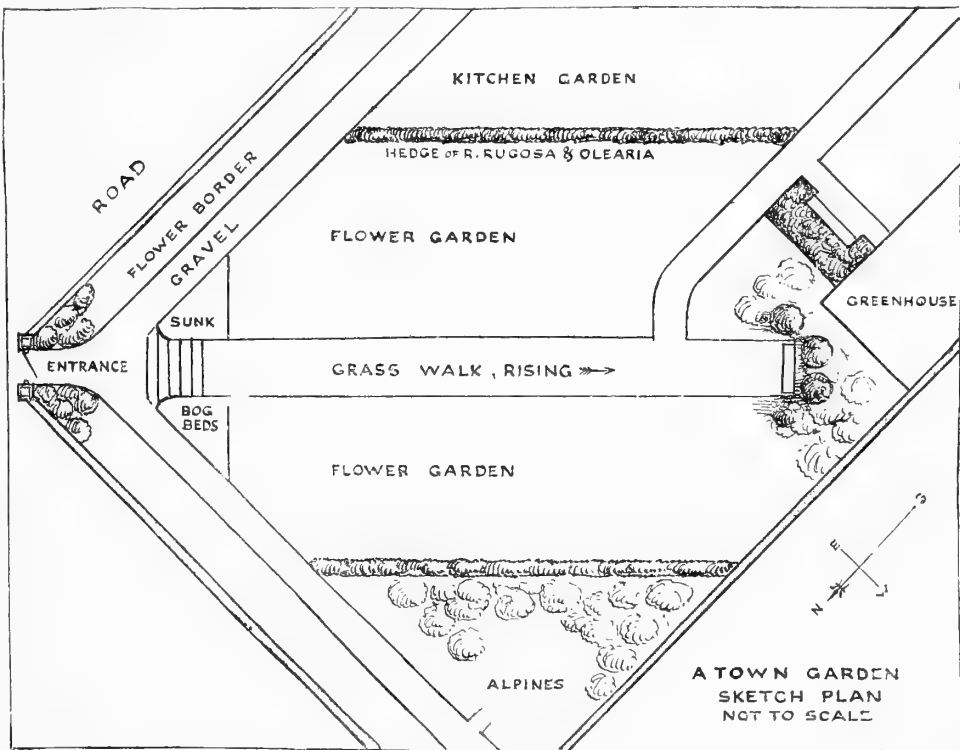 KITCHEN GARDEN
HEDGE OF R. RUGOSA & OLEARIA
ROAD
FLOWER BORDER
GRAVEL
FLOWER GARDEN
SUNK
GREENHOUSE
ENTRANCE
GRASS WALK, RISING
BOG
BEDS
FLOWER GARDEN
S
E
N
ALPINES
A TOWN GARDEN
SKETCH PLAN
NOT TO SCALE